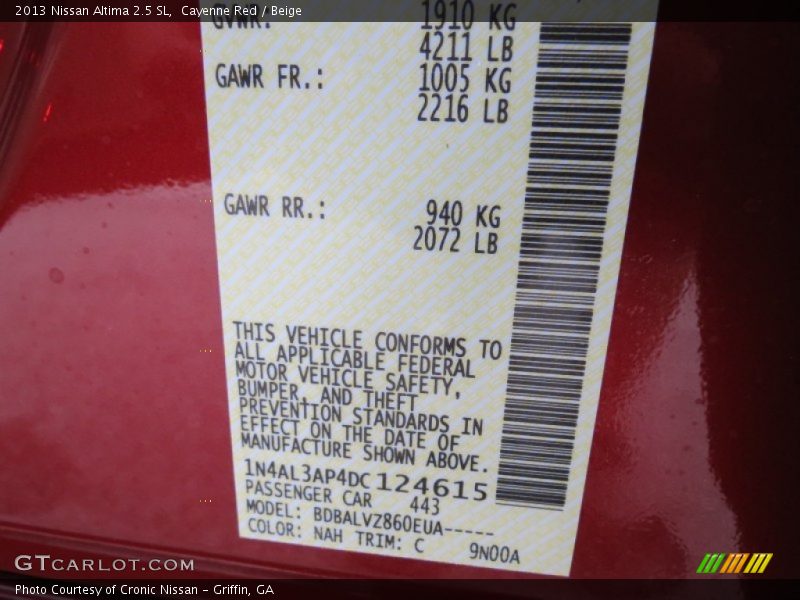 2013 Nissan Altima 2.5 SL,  Cayenne Red / Beige
GVWR: 1910 KG
4211 LB
GAWR FR.: 1005 KG
2216 LB
GAWR RR.: 940 KG
2072 LB
THIS VEHICLE CONFORMS TO
ALL APPLICABLE FEDERAL
MOTOR VEHICLE SAFETY,
BUMPER, AND THEFT
PREVENTION STANDARDS IN
EFFECT ON THE DATE OF
MANUFACTURE SHOWN ABOVE.
1N4AL3AP4DC124615
PASSENGER CAR 443
MODEL: BDBALVZ860EUA-----
COLOR: NAH TRIM: C 9N00A
GTCARLOT.COM
Photo Courtesy of Cronic Nissan - Griffin, GA